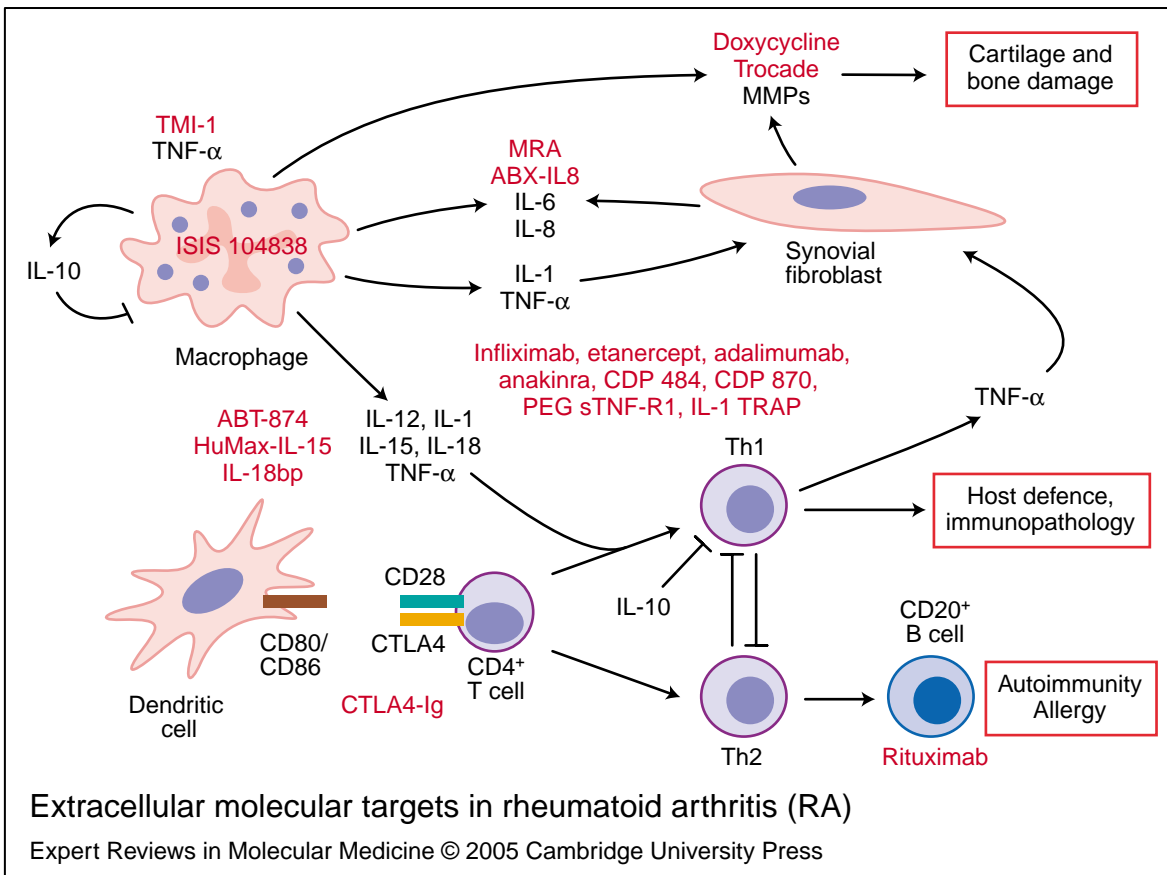 Doxycycline
Trocade
MMPs
Cartilage and
bone damage
TMI-1
TNF-α
MRA
ABX-IL8
IL-6
IL-8
ISIS 104838
IL-10
Synovial
fibroblast
IL-1
TNF-α
Macrophage
Infliximab, etanercept, adalimumab,
anakinra, CDP 484, CDP 870,
PEG sTNF-R1, IL-1 TRAP
TNF-α
ABT-874
HuMax-IL-15
IL-18bp
IL-12, IL-1
IL-15, IL-18
TNF-α
Th1
Host defence,
immunopathology
CD28
IL-10
CD80/
CD86
CTLA4
CD4⁺
T cell
CD20⁺
B cell
Dendritic
cell
CTLA4-Ig
Autoimmunity
Allergy
Th2
Rituximab
Extracellular molecular targets in rheumatoid arthritis (RA)
Expert Reviews in Molecular Medicine © 2005 Cambridge University Press